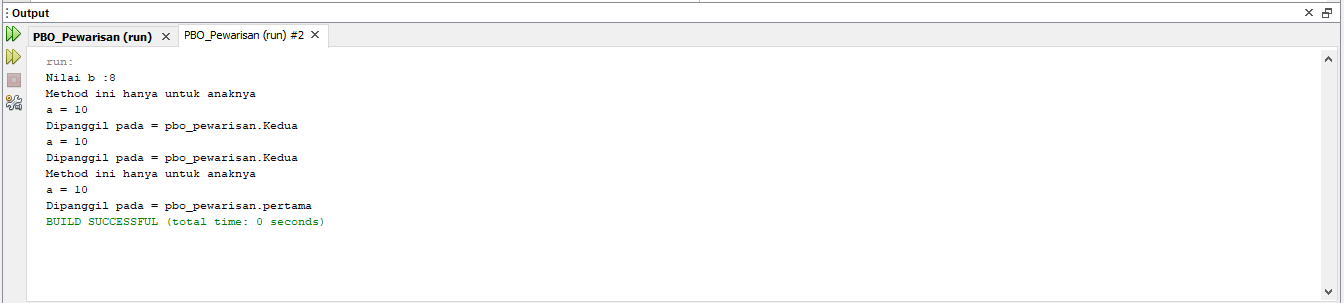 Output
PBO_Pewarisan (run)
PBO_Pewarisan (run) #2
run:
Nilai b :8
Method ini hanya untuk anaknya
a = 10
Dipanggil pada = pbo_pewarisan.Kedua
a = 10
Dipanggil pada = pbo_pewarisan.Kedua
Method ini hanya untuk anaknya
a = 10
Dipanggil pada = pbo_pewarisan.pertama
BUILD SUCCESSFUL (total time: 0 seconds)